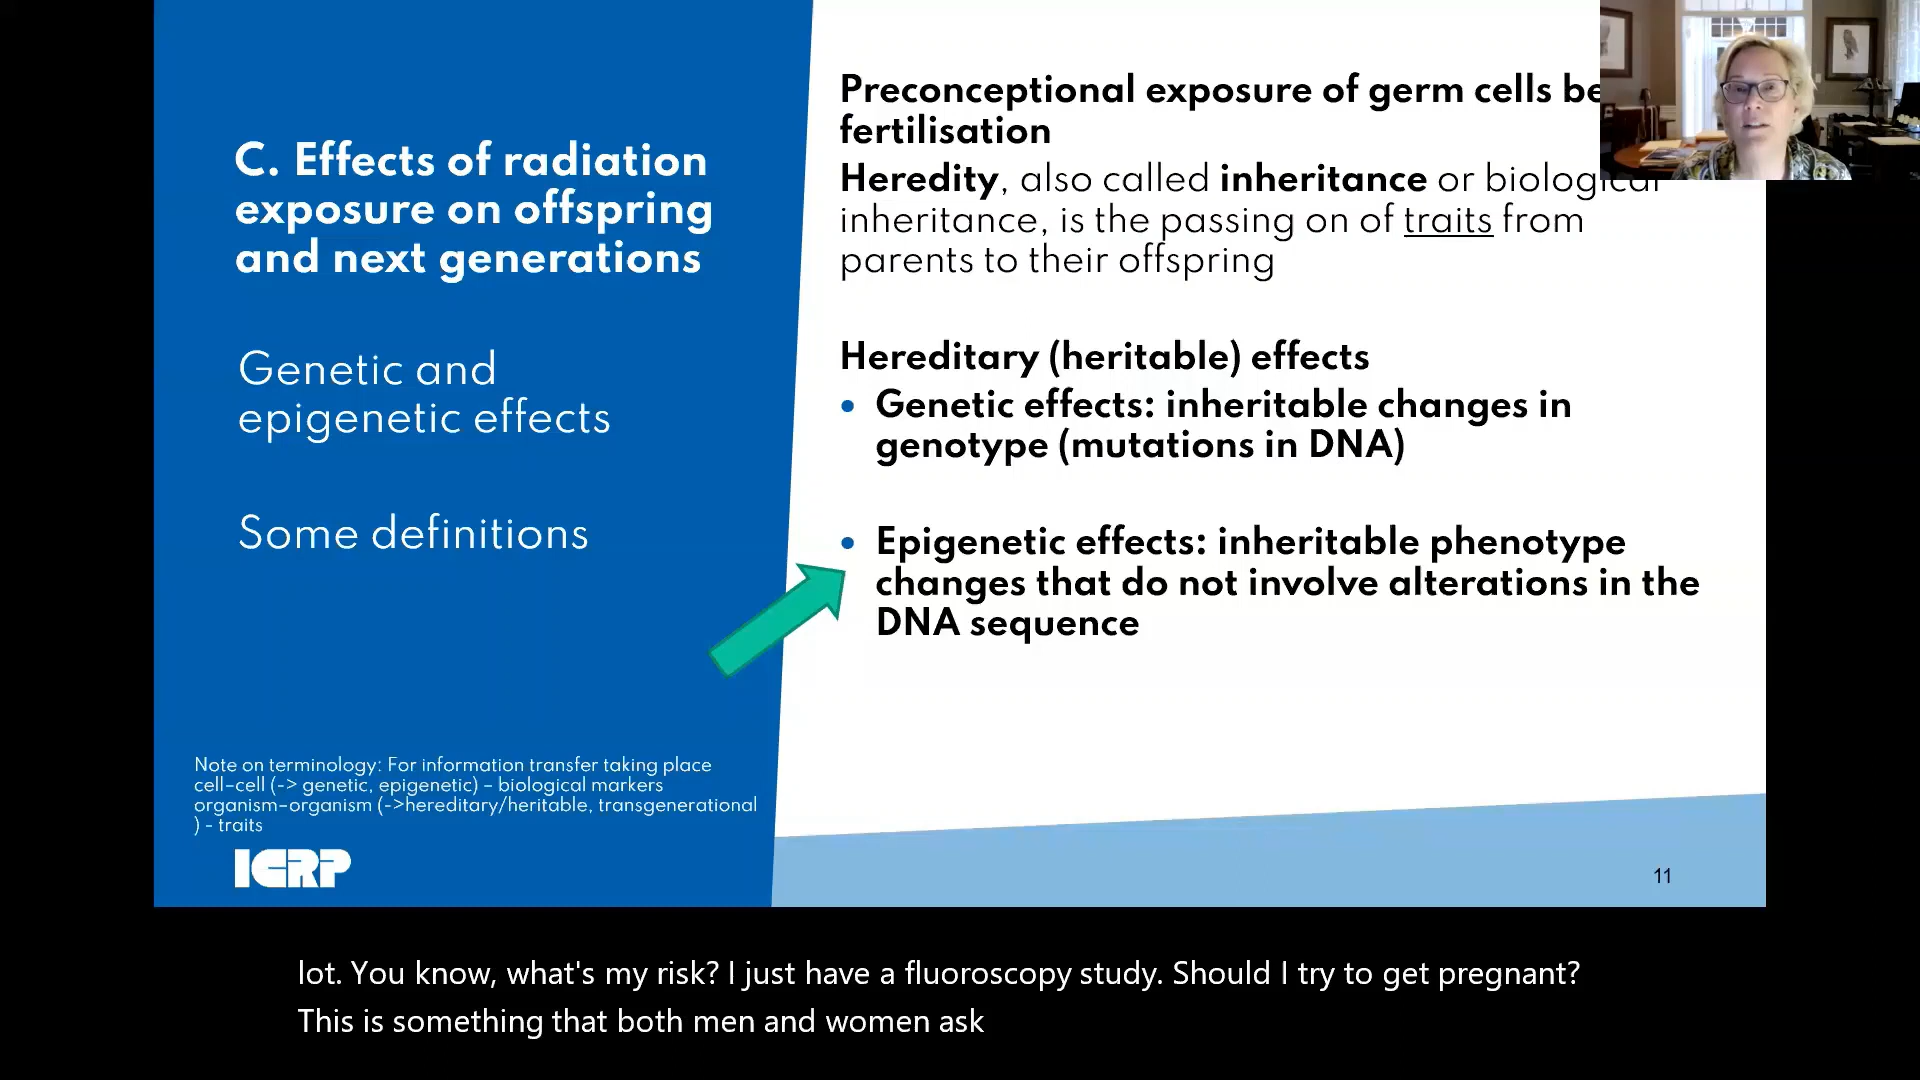 C. Effects of radiation
exposure on offspring
and next generations
Genetic and
epigenetic effects
Some definitions
Note on terminology: For information transfer taking place
cell–cell (-> genetic, epigenetic) – biological markers
organism–organism (->hereditary/heritable, transgenerational
) - traits
ICRP
Preconceptional exposure of germ cells be
fertilisation
Heredity, also called inheritance or biological
inheritance, is the passing on of traits from
parents to their offspring
Hereditary (heritable) effects
• Genetic effects: inheritable changes in
genotype (mutations in DNA)
• Epigenetic effects: inheritable phenotype
changes that do not involve alterations in the
DNA sequence
11
lot. You know, what's my risk? I just have a fluoroscopy study. Should I try to get pregnant?
This is something that both men and women ask